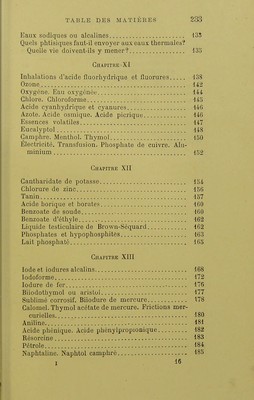 TABLE DES MATIÈRES 233
Eaux sodiques ou alcalines 132
Quels phtisiques faut-il envoyer aux eaux thermales?
Quelle vie doivent-ils y mener? 133
CHAPITRE XI
Inhalations d'acide fluorhydrique et fluorures 138
Ozone 142
Oxygène. Eau oxygénée 144
Chlore. Chloroforme 145
Acide cyanhydrique et cyanures 146
Azote. Acide osmique. Acide picrique 146
Essences volatiles 147
Eucalyptol 148
Camphre. Menthol. Thymol 150
Électricité. Transfusion. Phosphate de cuivre. Alu-
minium 152
CHAPITRE XII
Cantharidate de potasse 154
Chlorure de zinc 156
Tanin 157
Acide borique et borates 160
Benzoate de soude 160
Benzoate d'éthyle 162
Liquide testiculaire de Brown-Séquard 162
Phosphates et hypophosphites 163
Lait phosphaté 165
CHAPITRE XIII
Iode et iodures alcalins 168
Iodoforme 172
Iodure de fer 176
Biiodothymol ou aristol 177
Sublimé corrosif. Biiodure de mercure 178
Calomel. Thymol acétate de mercure. Frictions mer-
curielles 180
Aniline 181
Acide phénique. Acide phénylpropionique 182
Résorcine 183
Pétrole 184
Naphtaline. Naphtol camphré 185
I 16